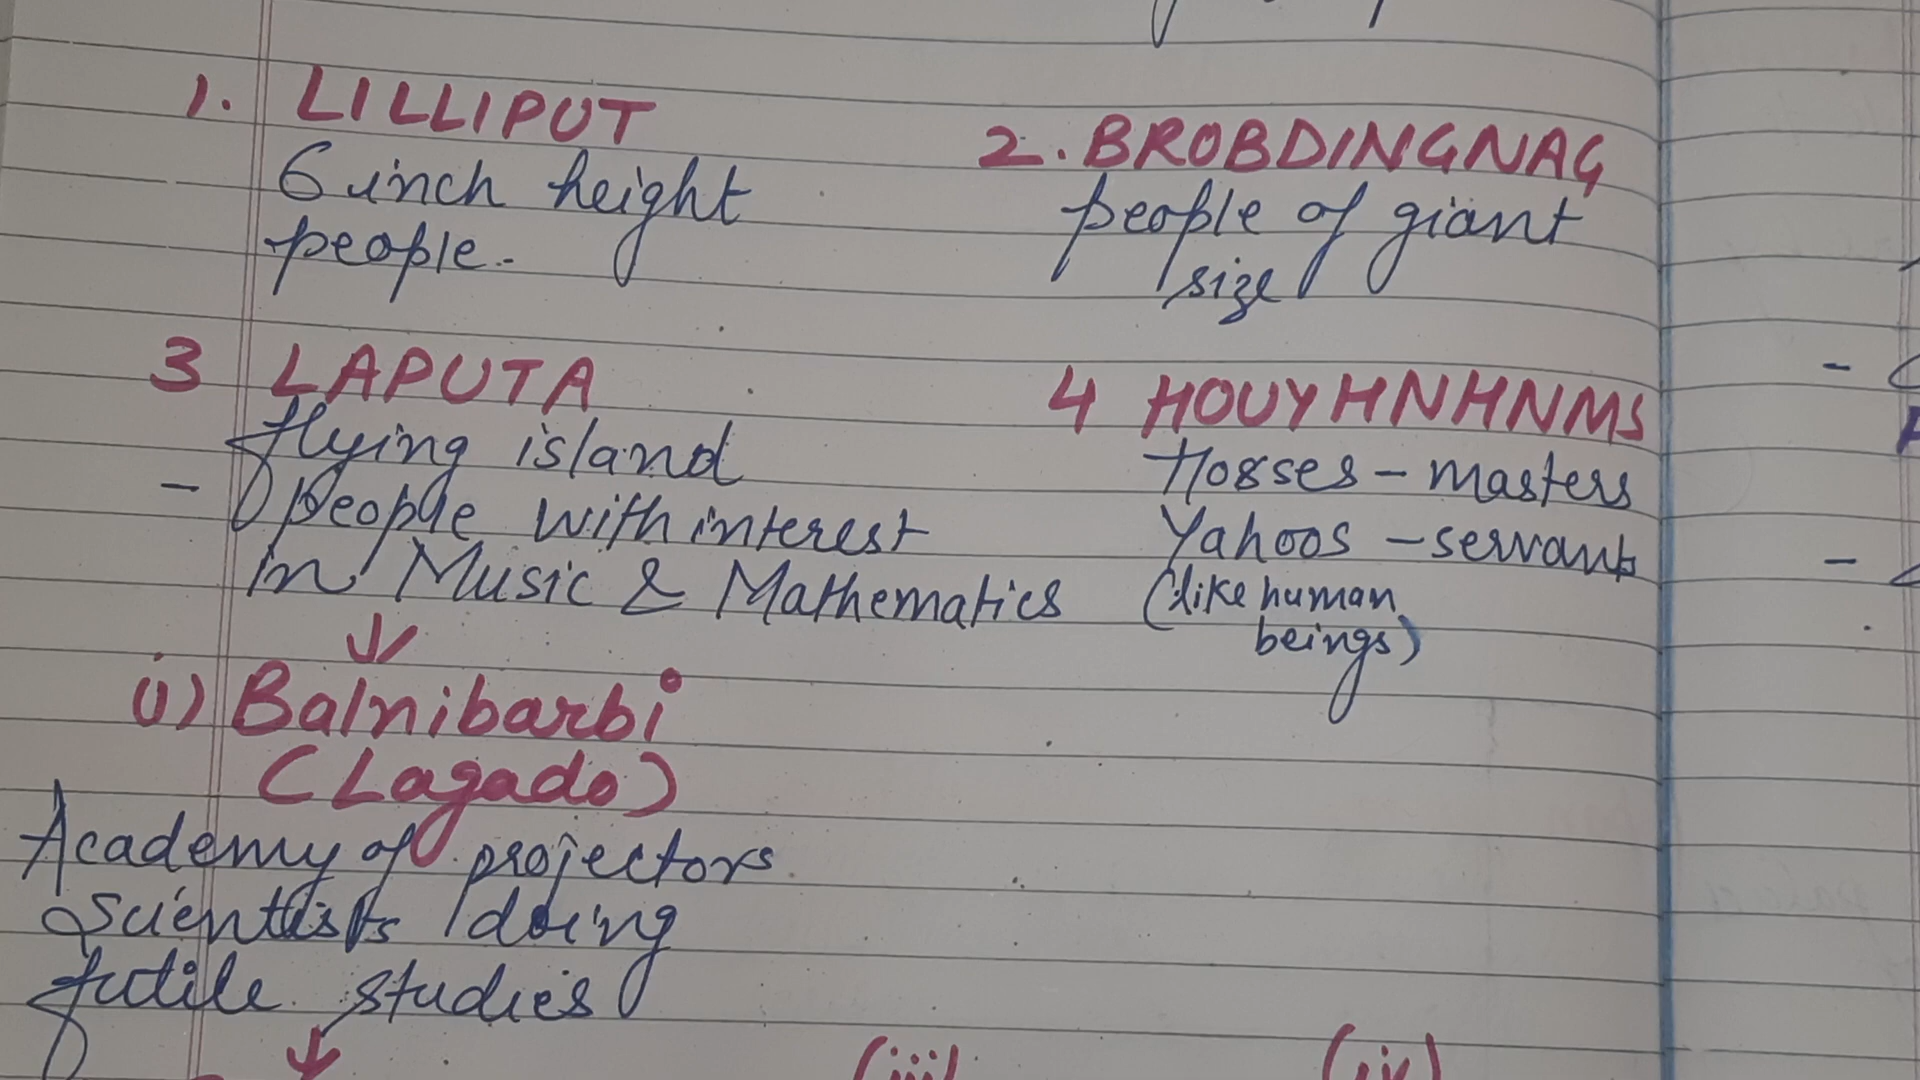 1. LILLIPUT
6 inch height
people.
2. BROBDINGNAG
people of giant
size
3 LAPUTA
flying island
- people with interest
in Music & Mathematics
4 HOUYHNHNMS
Horses - masters
Yahoos - servants
(like human
beings)
(i) Balnibarbi
(Lagado)
Academy of projectors
scientists doing
futile studies
(iii)
(iv)